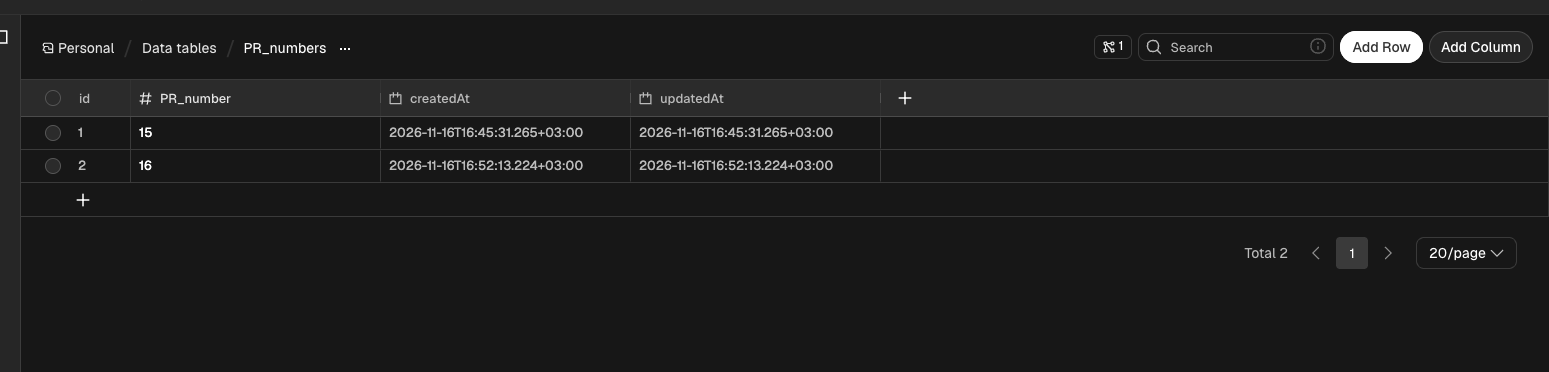 Personal / Data tables / PR_numbers ... 1 Search Add Row Add Column
id # PR_number createdAt updatedAt +
1 15 2026-11-16T16:45:31.265+03:00 2026-11-16T16:45:31.265+03:00
2 16 2026-11-16T16:52:13.224+03:00 2026-11-16T16:52:13.224+03:00
+
Total 2 1 20/page